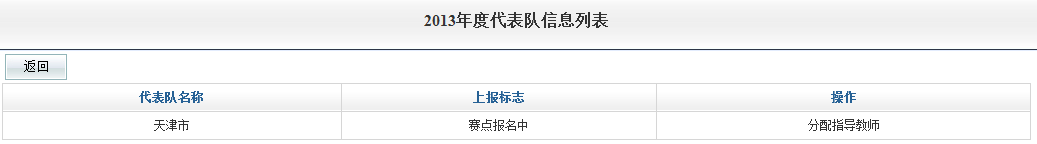 2013年度代表队信息列表
返回
代表队名称 上报标志 操作
天津市 赛点报名中 分配指导教师